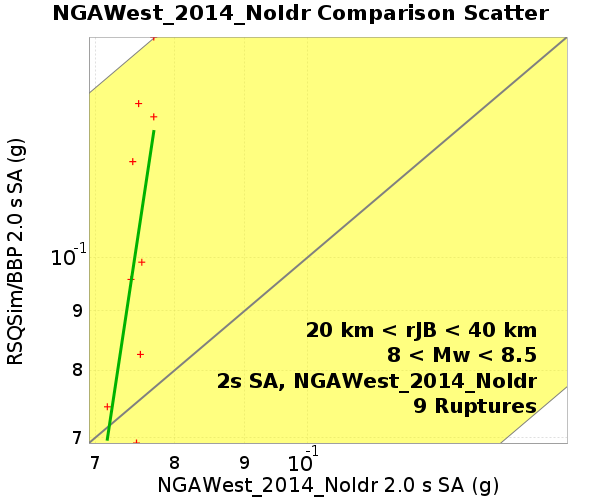 NGAWest_2014_NoIdr Comparison Scatter
RSQSim/BBP 2.0 s SA (g)
10-1
9
8
7
20 km < rJB < 40 km
8 < Mw < 8.5
2s SA, NGAWest_2014_NoIdr
9 Ruptures
7 8 9 10-1
NGAWest_2014_NoIdr 2.0 s SA (g)